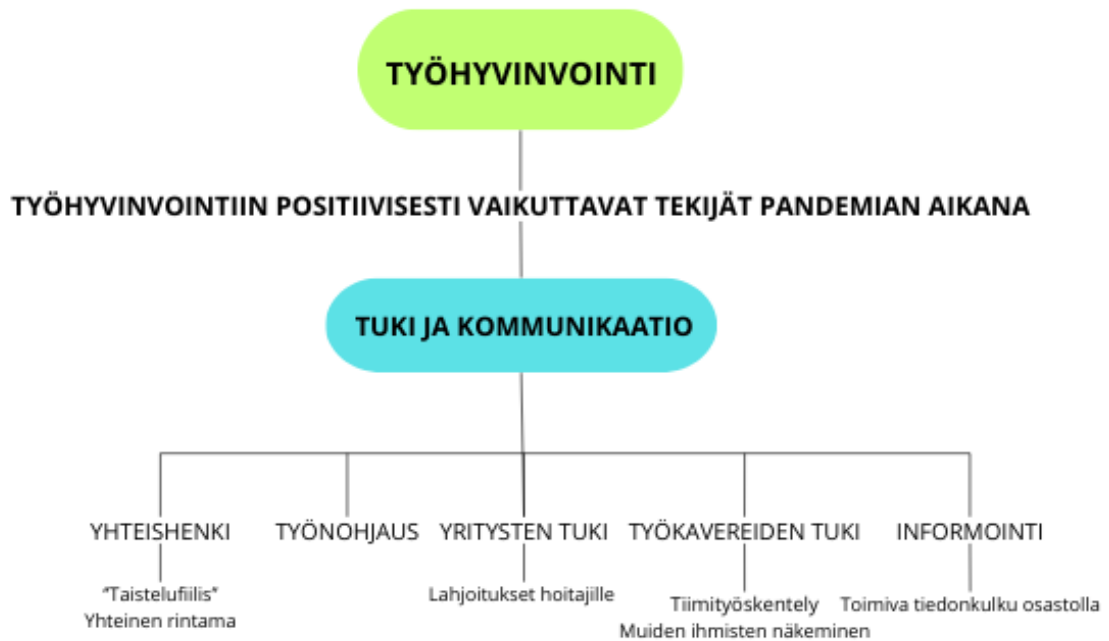 TYÖHYVINVOINTI
TYÖHYVINVOINTIIN POSITIIVISESTI VAIKUTTAVAT TEKIJÄT PANDEMIAN AIKANA
TUKI JA KOMMUNIKAATIO
YHTEISHENKI
TYÖNOHJAUS
YRITYSTEN TUKI
TYÖKAVEREIDEN TUKI
INFORMOINTI
"Taistelufiilis"
Yhteinen rintama
Lahjoitukset hoitajille
Tiimityöskentely
Muiden ihmisten näkeminen
Toimiva tiedonkulku osastolla